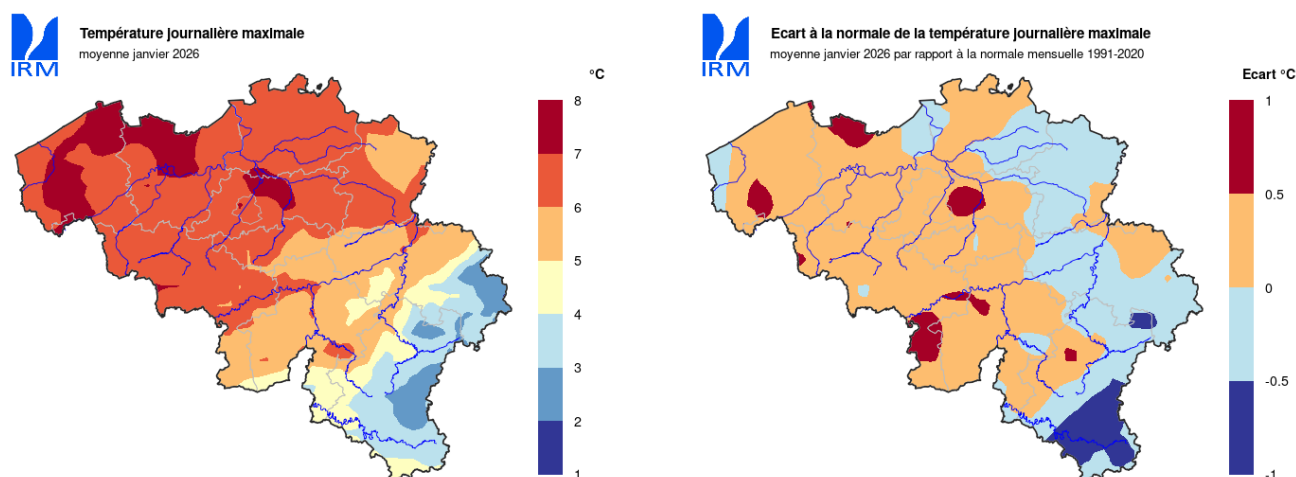 IRM
Température journalière maximale
moyenne janvier 2026
°C
8
7
6
5
4
3
2
1
IRM
Ecart à la normale de la température journalière maximale
moyenne janvier 2026 par rapport à la normale mensuelle 1991-2020
Ecart °C
1
0.5
0
-0.5
-1